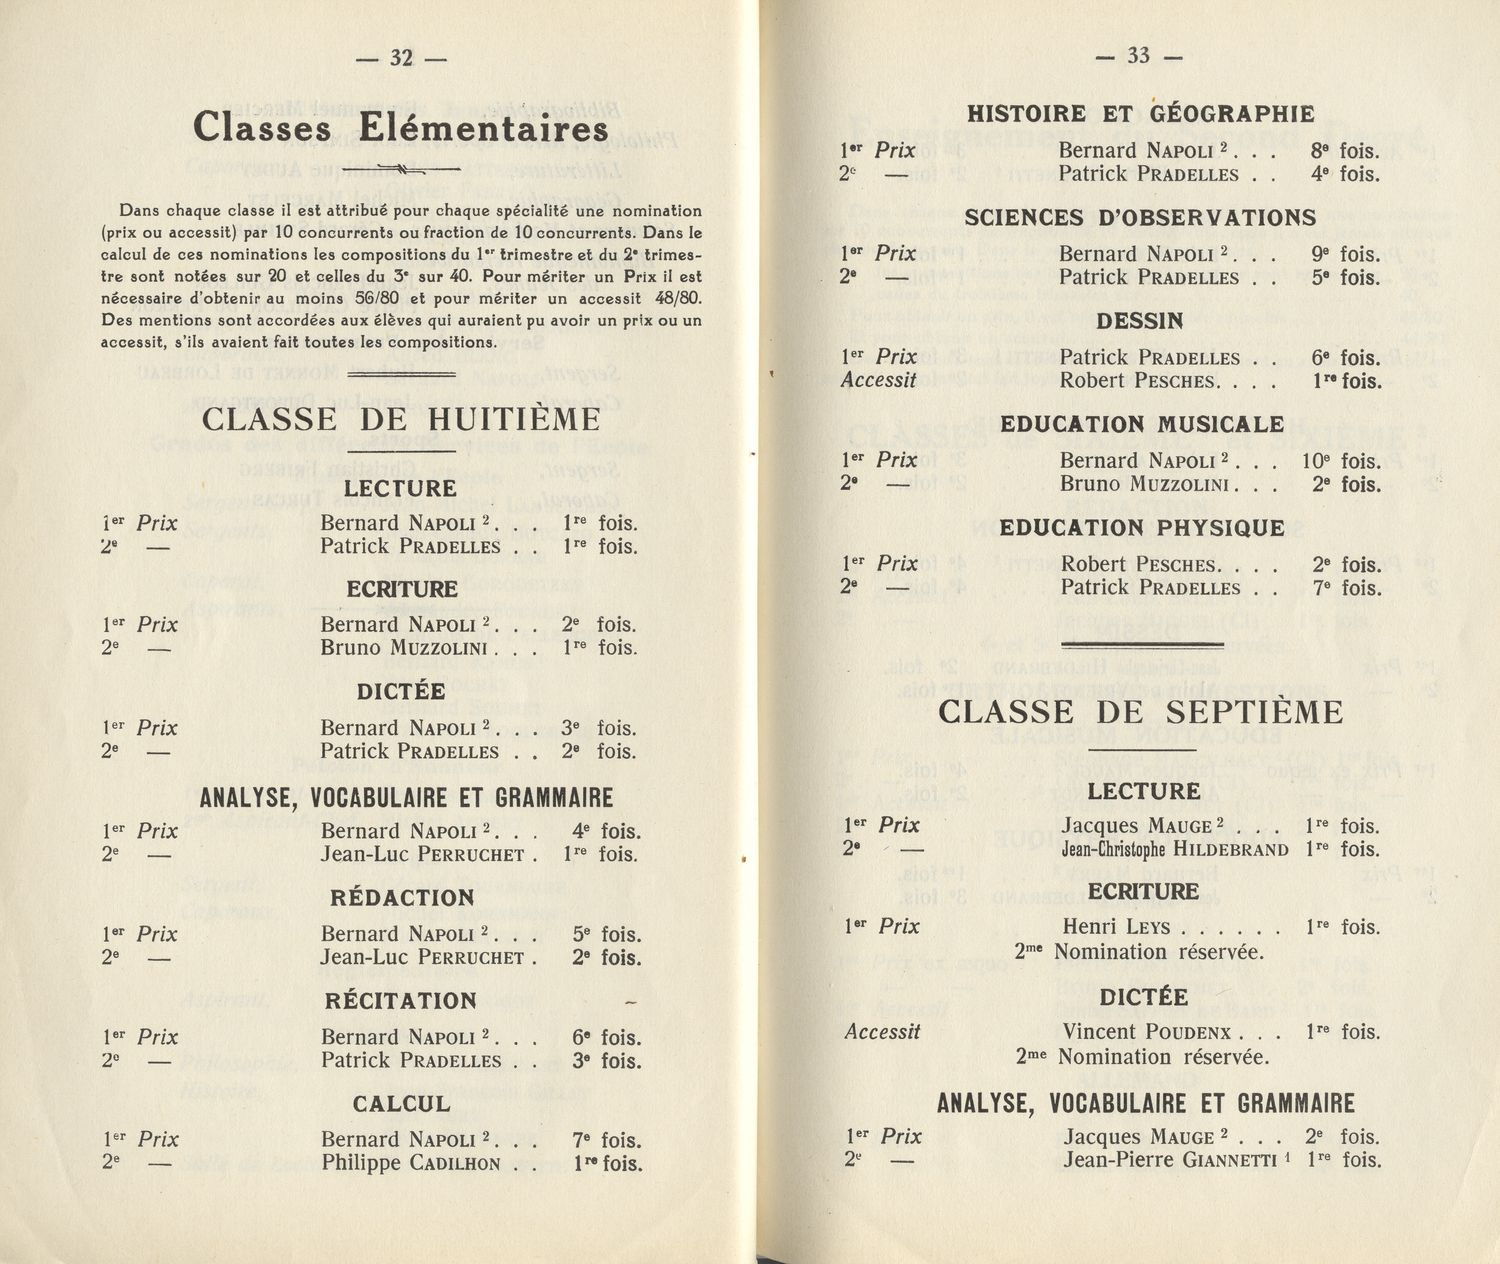 — 32 —
Classes Elémentaires
Dans chaque classe il est attribué pour chaque spécialité une nomination
(prix ou accessit) par 10 concurrents ou fraction de 10 concurrents. Dans le
calcul de ces nominations les compositions du 1er trimestre et du 2e trimes-
tre sont notées sur 20 et celles du 3e sur 40. Pour mériter un Prix il est
nécessaire d'obtenir au moins 56/80 et pour mériter un accessit 48/80.
Des mentions sont accordées aux élèves qui auraient pu avoir un prix ou un
accessit, s'ils avaient fait toutes les compositions.
CLASSE DE HUITIÈME
LECTURE
1er Prix Bernard NAPOLI 2. . . 1re fois.
2e — Patrick PRADELLES . . 1re fois.
ECRITURE
1er Prix Bernard NAPOLI 2. . . 2e fois.
2e — Bruno MUZZOLINI . . . 1re fois.
DICTÉE
1er Prix Bernard NAPOLI 2. . . 3e fois.
2e — Patrick PRADELLES . . 2e fois.
ANALYSE, VOCABULAIRE ET GRAMMAIRE
1er Prix Bernard NAPOLI 2. . . 4e fois.
2e — Jean-Luc PERRUCHET . 1re fois.
RÉDACTION
1er Prix Bernard NAPOLI 2. . . 5e fois.
2e — Jean-Luc PERRUCHET . 2e fois.
RÉCITATION
1er Prix Bernard NAPOLI 2. . . 6e fois.
2e — Patrick PRADELLES . . 3e fois.
CALCUL
1er Prix Bernard NAPOLI 2. . . 7e fois.
2e — Philippe CADILHON . . 1re fois.
— 33 —
HISTOIRE ET GÉOGRAPHIE
1er Prix Bernard NAPOLI 2. . . 8e fois.
2e — Patrick PRADELLES . . 4e fois.
SCIENCES D'OBSERVATIONS
1er Prix Bernard NAPOLI 2. . . 9e fois.
2e — Patrick PRADELLES . . 5e fois.
DESSIN
1er Prix Patrick PRADELLES . . 6e fois.
Accessit Robert PESCHES. . . . 1re fois.
EDUCATION MUSICALE
1er Prix Bernard NAPOLI 2. . . 10e fois.
2e — Bruno MUZZOLINI. . . 2e fois.
EDUCATION PHYSIQUE
1er Prix Robert PESCHES. . . . 2e fois.
2e — Patrick PRADELLES . . 7e fois.
CLASSE DE SEPTIÈME
LECTURE
1er Prix Jacques MAUGE 2 . . . 1re fois.
2e — Jean-Christophe HILDEBRAND 1re fois.
ECRITURE
1er Prix Henri LEYS . . . . . . 1re fois.
2me Nomination réservée.
DICTÉE
Accessit Vincent POUDENX . . . 1re fois.
2me Nomination réservée.
ANALYSE, VOCABULAIRE ET GRAMMAIRE
1er Prix Jacques MAUGE 2 . . . 2e fois.
2e — Jean-Pierre GIANNETTI 1 1re fois.